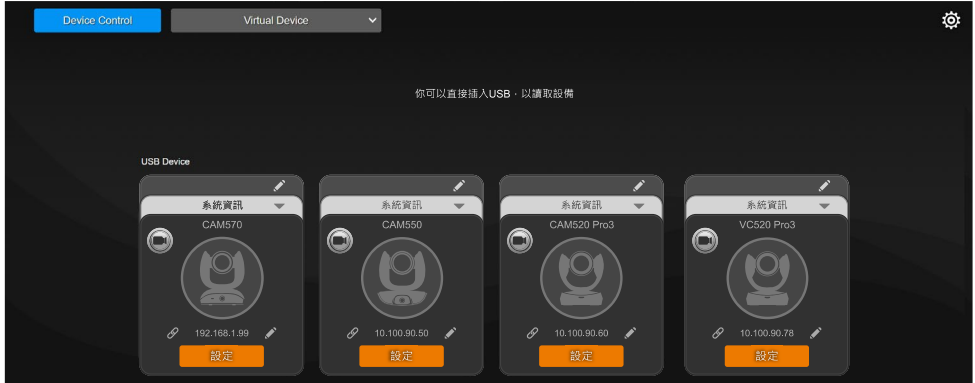 Device Control
Virtual Device
你可以直接插入USB，以讀取設備
USB Device
系統資訊
系統資訊
系統資訊
系統資訊
CAM570
CAM550
CAM520 Pro3
VC520 Pro3
192.168.1.99
10.100.90.50
10.100.90.60
10.100.90.78
設定
設定
設定
設定